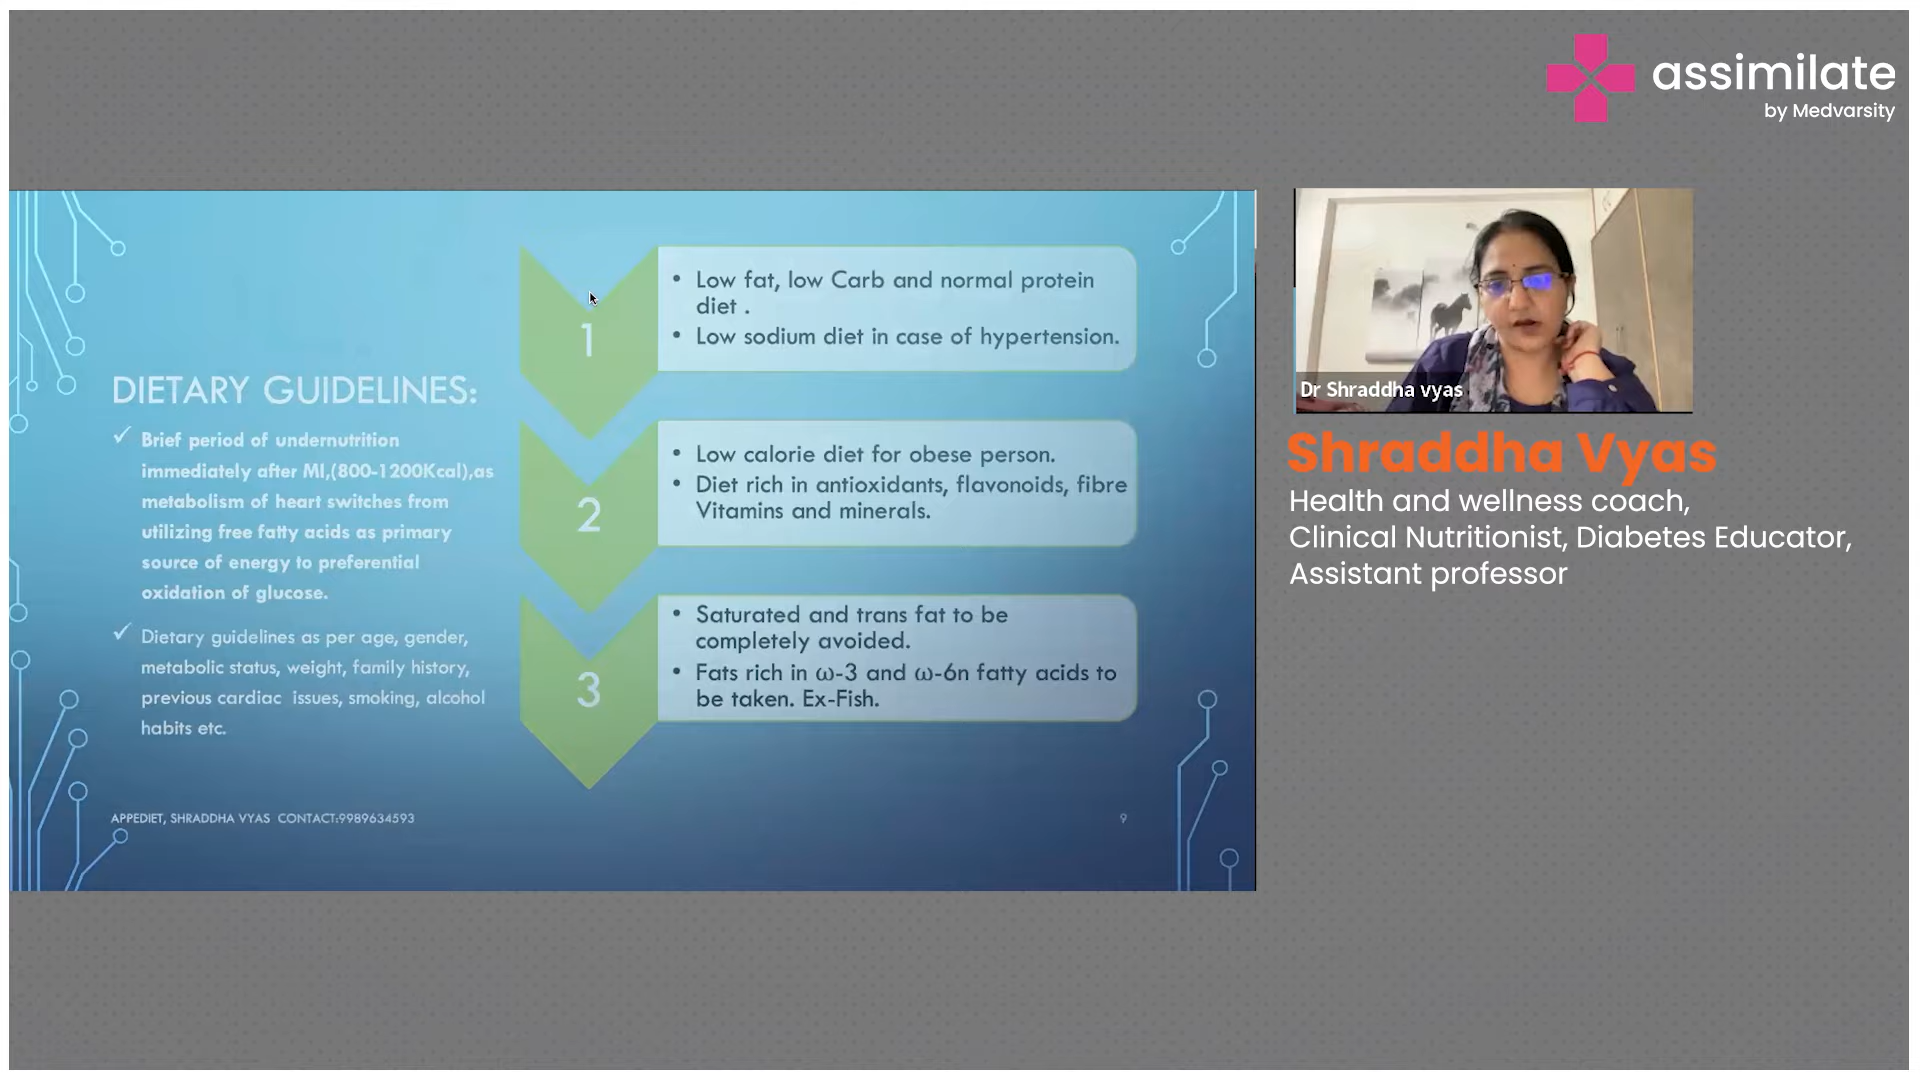 assimilate
by Medvarsity
DIETARY GUIDELINES:
✓ Brief period of undernutrition
immediately after MI,(800-1200Kcal),as
metabolism of heart switches from
utilizing free fatty acids as primary
source of energy to preferential
oxidation of glucose.
✓ Dietary guidelines as per age, gender,
metabolic status, weight, family history,
previous cardiac issues, smoking, alcohol
habits etc.
1
• Low fat, low Carb and normal protein
diet .
• Low sodium diet in case of hypertension.
2
• Low calorie diet for obese person.
• Diet rich in antioxidants, flavonoids, fibre
Vitamins and minerals.
3
• Saturated and trans fat to be
completely avoided.
• Fats rich in ω-3 and ω-6n fatty acids to
be taken. Ex-Fish.
APPEDIET, SHRADDHA VYAS CONTACT:9989634593
9
Dr Shraddha vyas
Shraddha Vyas
Health and wellness coach,
Clinical Nutritionist, Diabetes Educator,
Assistant professor